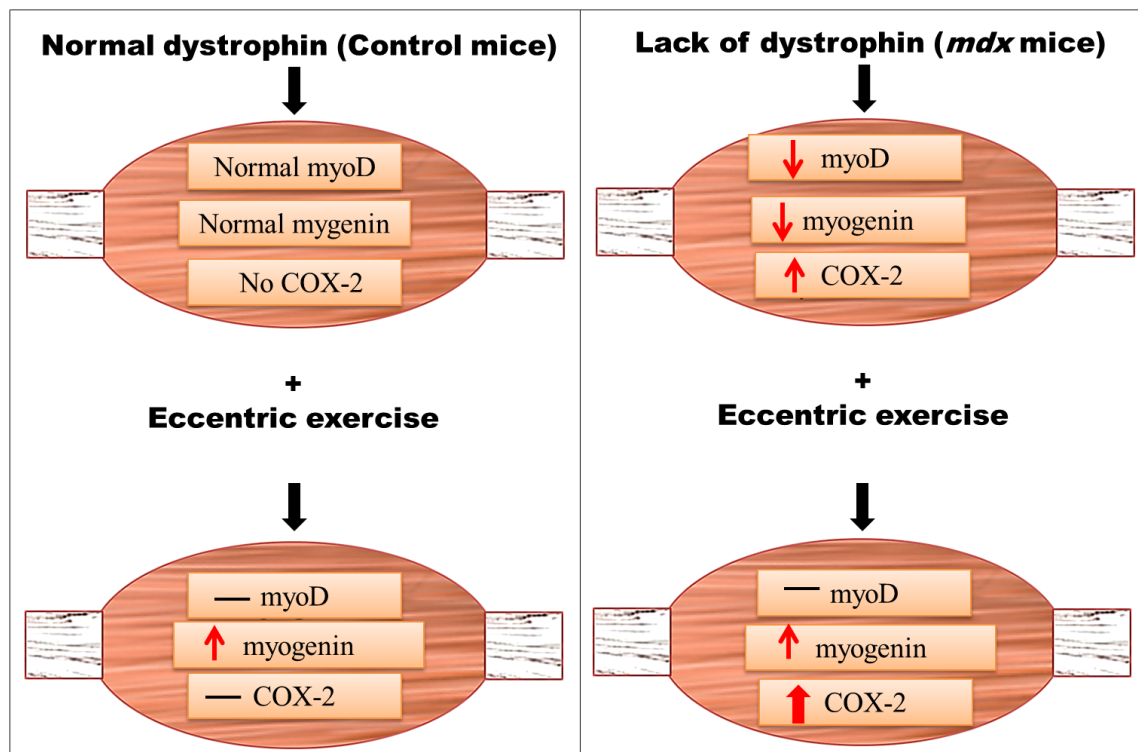 Normal dystrophin (Control mice)
Normal myoD
Normal mygenin
No COX-2
+
Eccentric exercise
— myoD
↑ myogenin
— COX-2
Lack of dystrophin (mdx mice)
↓ myoD
↓ myogenin
↑ COX-2
+
Eccentric exercise
— myoD
↑ myogenin
⬆ COX-2